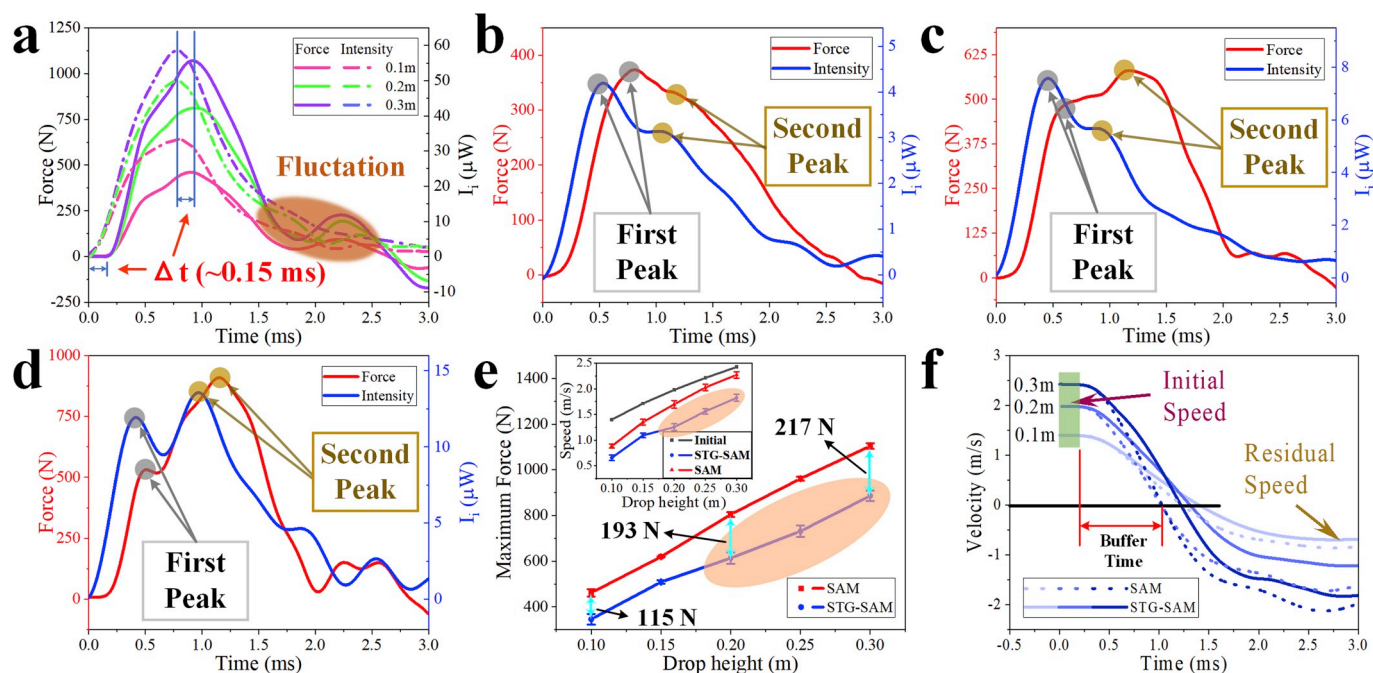 a
Force (N)
1250
1000
750
500
250
0
-250
Force Intensity
0.1m
0.2m
0.3m
Fluctation
Δ t (~0.15 ms)
60
50
40
30
20
10
0
-10
Ii (μW)
0.0 0.5 1.0 1.5 2.0 2.5 3.0
Time (ms)
b
Force (N)
400
350
300
250
200
150
100
50
0
Force
Intensity
Second
Peak
First
Peak
5
4
3
2
1
0
Ii (μW)
0.0 0.5 1.0 1.5 2.0 2.5 3.0
Time (ms)
c
Force (N)
625
500
375
250
125
0
Force
Intensity
Second
Peak
First
Peak
8
6
4
2
0
Ii (μW)
0.0 0.5 1.0 1.5 2.0 2.5 3.0
Time (ms)
d
Force (N)
1000
750
500
250
0
Force
Intensity
Second
Peak
First
Peak
15
10
5
0
Ii (μW)
0.0 0.5 1.0 1.5 2.0 2.5 3.0
Time (ms)
e
Maximum Force (N)
1400
1200
1000
800
600
400
Speed (m/s)
2.5
2.0
1.5
1.0
0.5
Initial
STG-SAM
SAM
0.10 0.15 0.20 0.25 0.30
Drop height (m)
217 N
193 N
115 N
SAM
STG-SAM
0.10 0.15 0.20 0.25 0.30
Drop height (m)
f
Velocity (m/s)
3
2
1
0
-1
-2
0.3m
0.2m
0.1m
Initial
Speed
Residual
Speed
Buffer
Time
SAM
STG-SAM
-0.5 0.0 0.5 1.0 1.5 2.0 2.5 3.0
Time (ms)